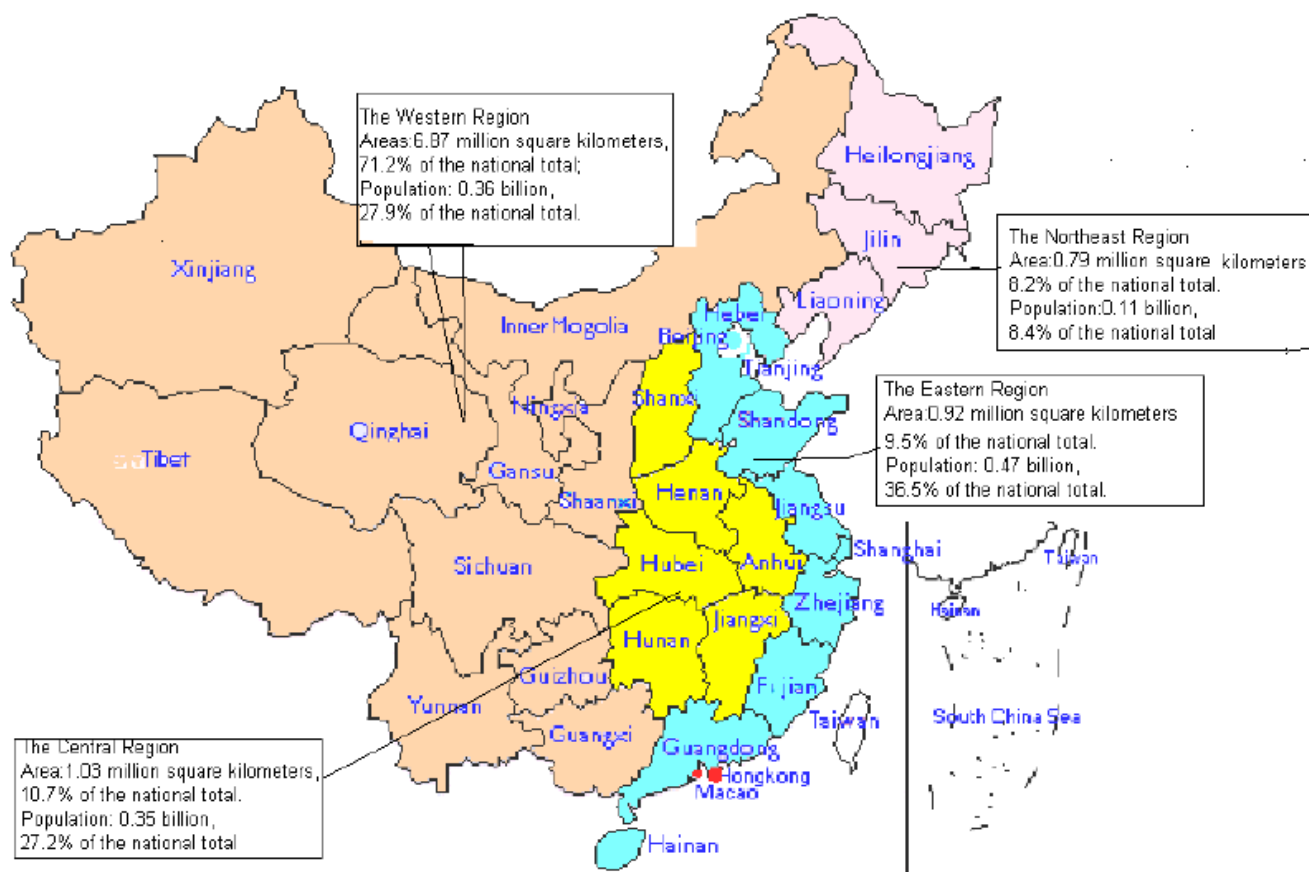 The Western Region
Areas:6.87 million square kilometers,
71.2% of the national total;
Population: 0.36 billion,
27.9% of the national total.
Heilongjiang
Jilin
The Northeast Region
Area:0.79 million square kilometers
8.2% of the national total.
Population:0.11 billion,
8.4% of the national total
Xinjiang
Liaoning
Hebei
Inner Mogolia
Beijing
Tianjing
The Eastern Region
Area:0.92 million square kilometers
9.5% of the national total.
Population: 0.47 billion,
36.5% of the national total.
Shanxi
Ningxia
Shandong
Qinghai
Tibet
Gansu
Shaanxi
Henan
Jiangsu
Shanghai
Taiwan
Sichuan
Hubei
Anhui
Zhejiang
Hainan
Hunan
Jiangxi
Guizhou
Fujian
Yunnan
Taiwan
South China Sea
Guangxi
Guangdong
Hongkong
Macao
Hainan
The Central Region
Area:1.03 million square kilometers,
10.7% of the national total.
Population: 0.35 billion,
27.2% of the national total